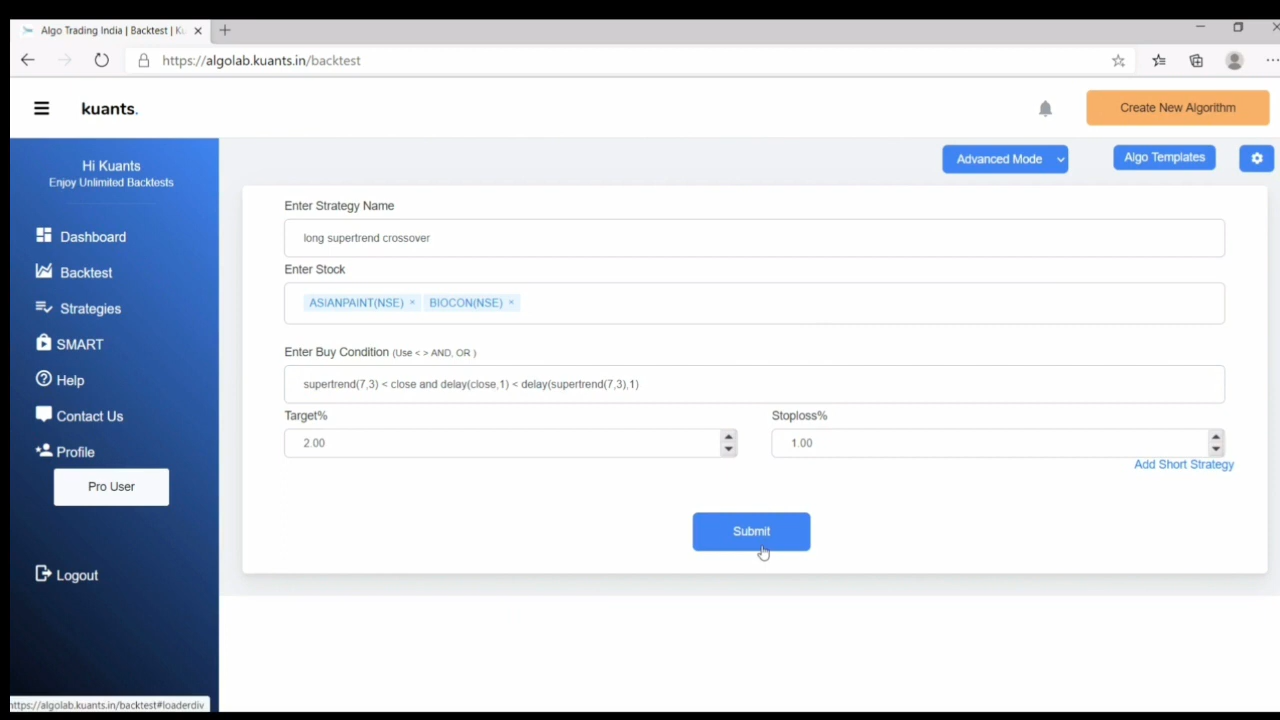 Algo Trading India | Backtest | Ku
https://algolab.kuants.in/backtest
kuants.
Create New Algorithm
Hi Kuants
Enjoy Unlimited Backtests
Advanced Mode
Algo Templates
Dashboard
Backtest
Strategies
SMART
Help
Contact Us
Profile
Pro User
Logout
Enter Strategy Name
long supertrend crossover
Enter Stock
ASIANPAINT(NSE) × BIOCON(NSE) ×
Enter Buy Condition (Use < > AND, OR )
supertrend(7,3) < close and delay(close,1) < delay(supertrend(7,3),1)
Target% Stoploss%
2.00 1.00
Add Short Strategy
Submit
ttps://algolab.kuants.in/backtest#loaderdiv